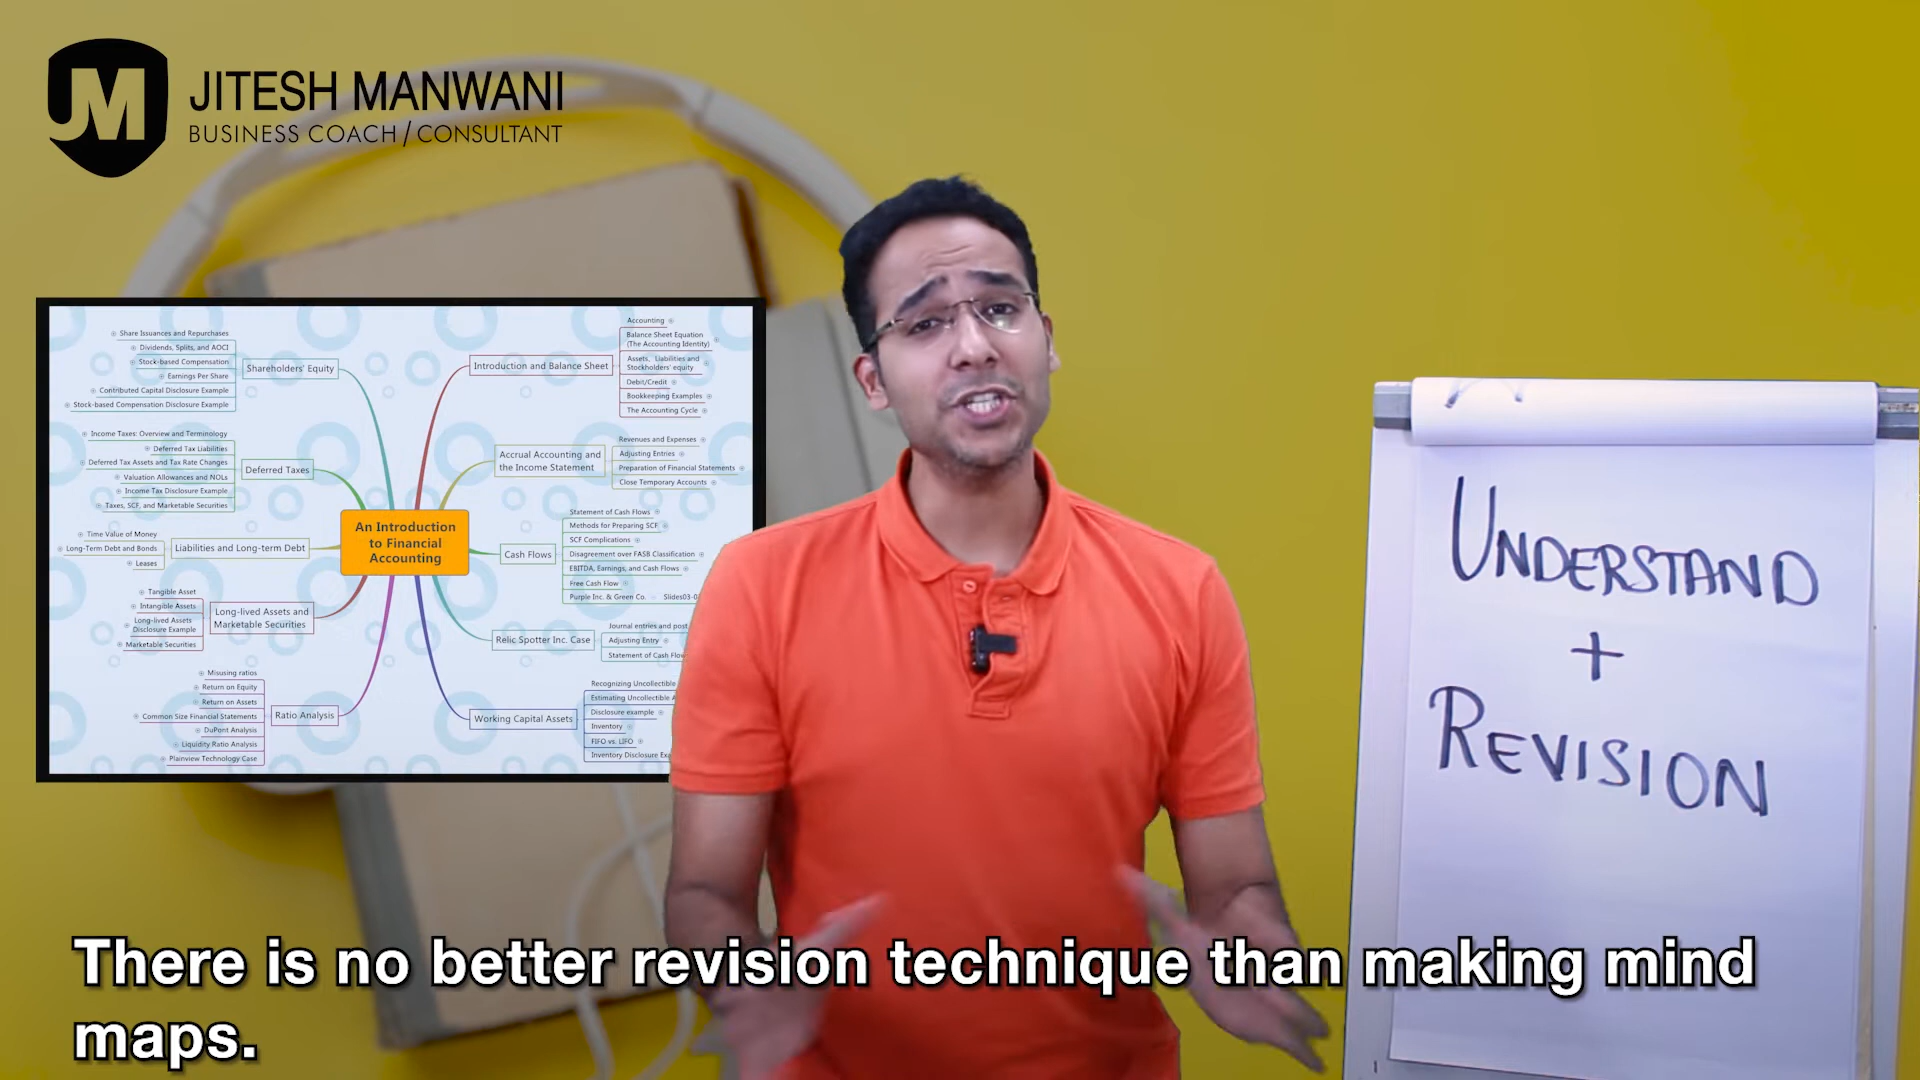 JM
JITESH MANWANI
BUSINESS COACH / CONSULTANT
Share Issuances and Repurchases
Dividends, Splits, and AOCI
Stock-based Compensation
Earnings Per Share
Contributed Capital Disclosure Example
Stock-based Compensation Disclosure Example
Shareholders' Equity
Income Taxes: Overview and Terminology
Deferred Tax Liabilities
Deferred Tax Assets and Tax Rate Changes
Valuation Allowances and NOLs
Income Tax Disclosure Example
Taxes, SCF, and Marketable Securities
Deferred Taxes
Time Value of Money
Long-Term Debt and Bonds
Leases
Liabilities and Long-term Debt
Tangible Asset
Intangible Assets
Long-lived Assets
Disclosure Example
Marketable Securities
Long-lived Assets and
Marketable Securities
Misusing ratios
Return on Equity
Return on Assets
Common Size Financial Statements
DuPont Analysis
Liquidity Ratio Analysis
Plainview Technology Case
Ratio Analysis
An Introduction
to Financial
Accounting
Introduction and Balance Sheet
Accounting
Balance Sheet Equation
(The Accounting Identity)
Assets, Liabilities and
Stockholders' equity
Debit/Credit
Bookkeeping Examples
The Accounting Cycle
Accrual Accounting and
the Income Statement
Revenues and Expenses
Adjusting Entries
Preparation of Financial Statements
Close Temporary Accounts
Cash Flows
Statement of Cash Flows
Methods for Preparing SCF
SCF Complications
Disagreement over FASB Classification
EBITDA, Earnings, and Cash Flows
Free Cash Flow
Purple Inc. & Green Co.
Relic Spotter Inc. Case
Journal entries and post
Adjusting Entry
Statement of Cash
Working Capital Assets
Recognizing Uncollectible
Estimating Uncollectible
Disclosure example
Inventory
FIFO vs. LIFO
Inventory Disclosure
UNDERSTAND
+
REVISION
There is no better revision technique than making mind
maps.